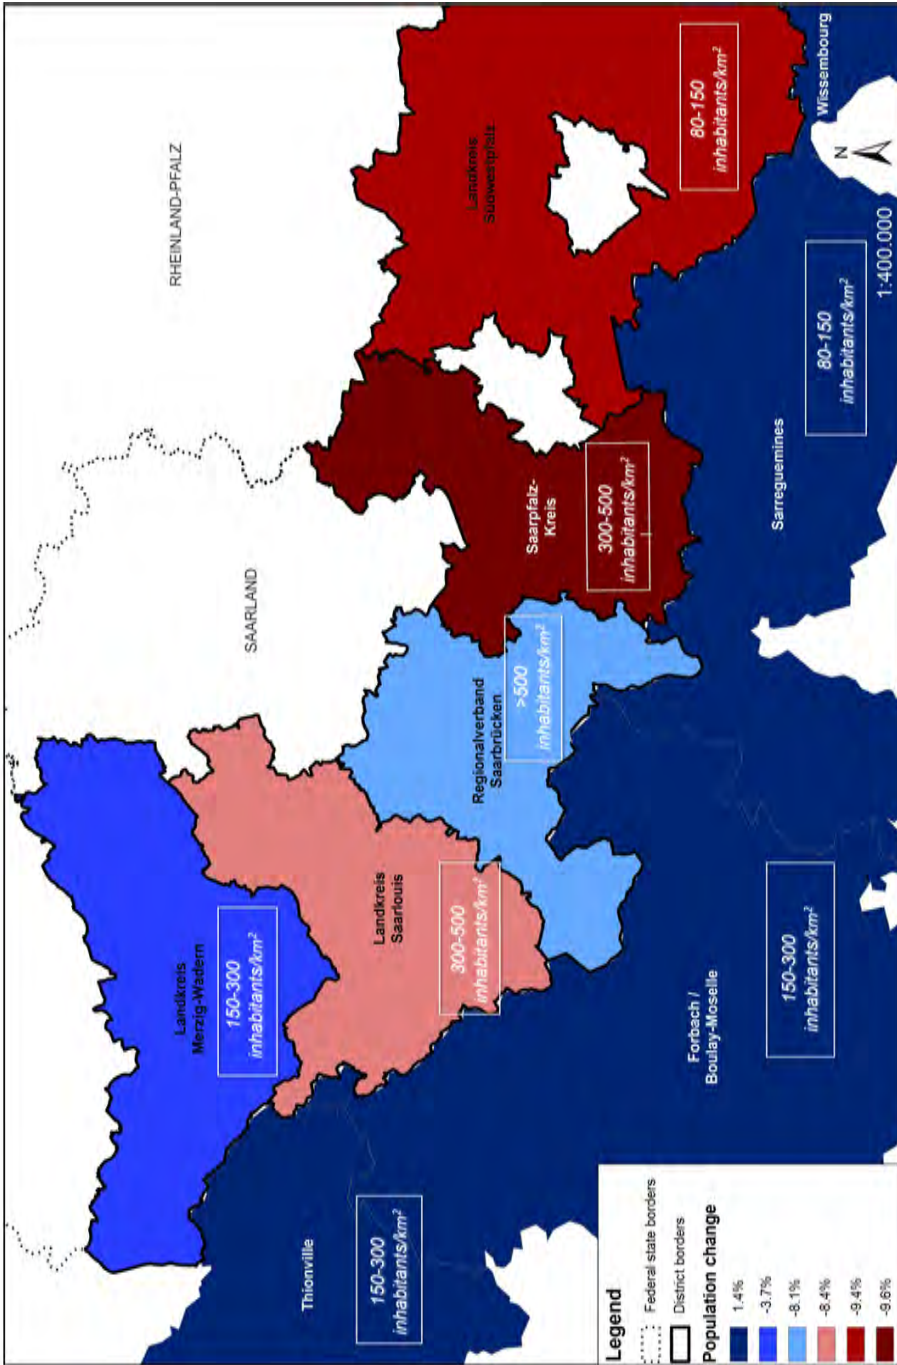 RHEINLAND-PFALZ
SAARLAND
Landkreis
Merzig-Wadern
150-300
inhabitants/km²
Landkreis
Saarlouis
300-500
inhabitants/km²
Regionalverband
Saarbrücken
>500
inhabitants/km²
Saarpfalz-
Kreis
300-500
inhabitants/km²
Landkreis
Südwestpfalz
80-150
inhabitants/km²
Thionville
150-300
inhabitants/km²
Forbach /
Boulay-Moselle
150-300
inhabitants/km²
Sarreguemines
80-150
inhabitants/km²
Wissembourg
N
1:400.000
Legend
Federal state borders
District borders
Population change
1.4%
-3.7%
-8.1%
-8.4%
-9.4%
-9.6%